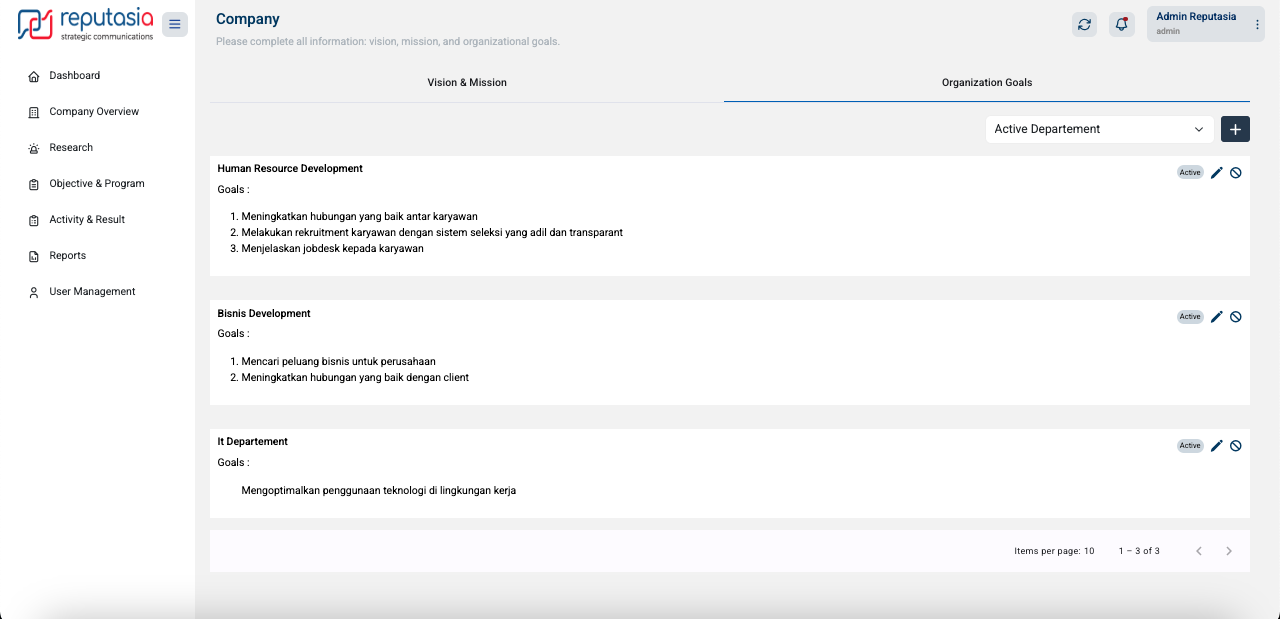 reputasia
strategic communications
Company
Please complete all information: vision, mission, and organizational goals.
Admin Reputasia
admin
Dashboard
Company Overview
Research
Objective & Program
Activity & Result
Reports
User Management
Vision & Mission
Organization Goals
Active Departement
Human Resource Development
Active
Goals :
1. Meningkatkan hubungan yang baik antar karyawan
2. Melakukan rekruitment karyawan dengan sistem seleksi yang adil dan transparant
3. Menjelaskan jobdesk kepada karyawan
Bisnis Development
Active
Goals :
1. Mencari peluang bisnis untuk perusahaan
2. Meningkatkan hubungan yang baik dengan client
It Departement
Active
Goals :
Mengoptimalkan penggunaan teknologi di lingkungan kerja
Items per page: 10
1 – 3 of 3